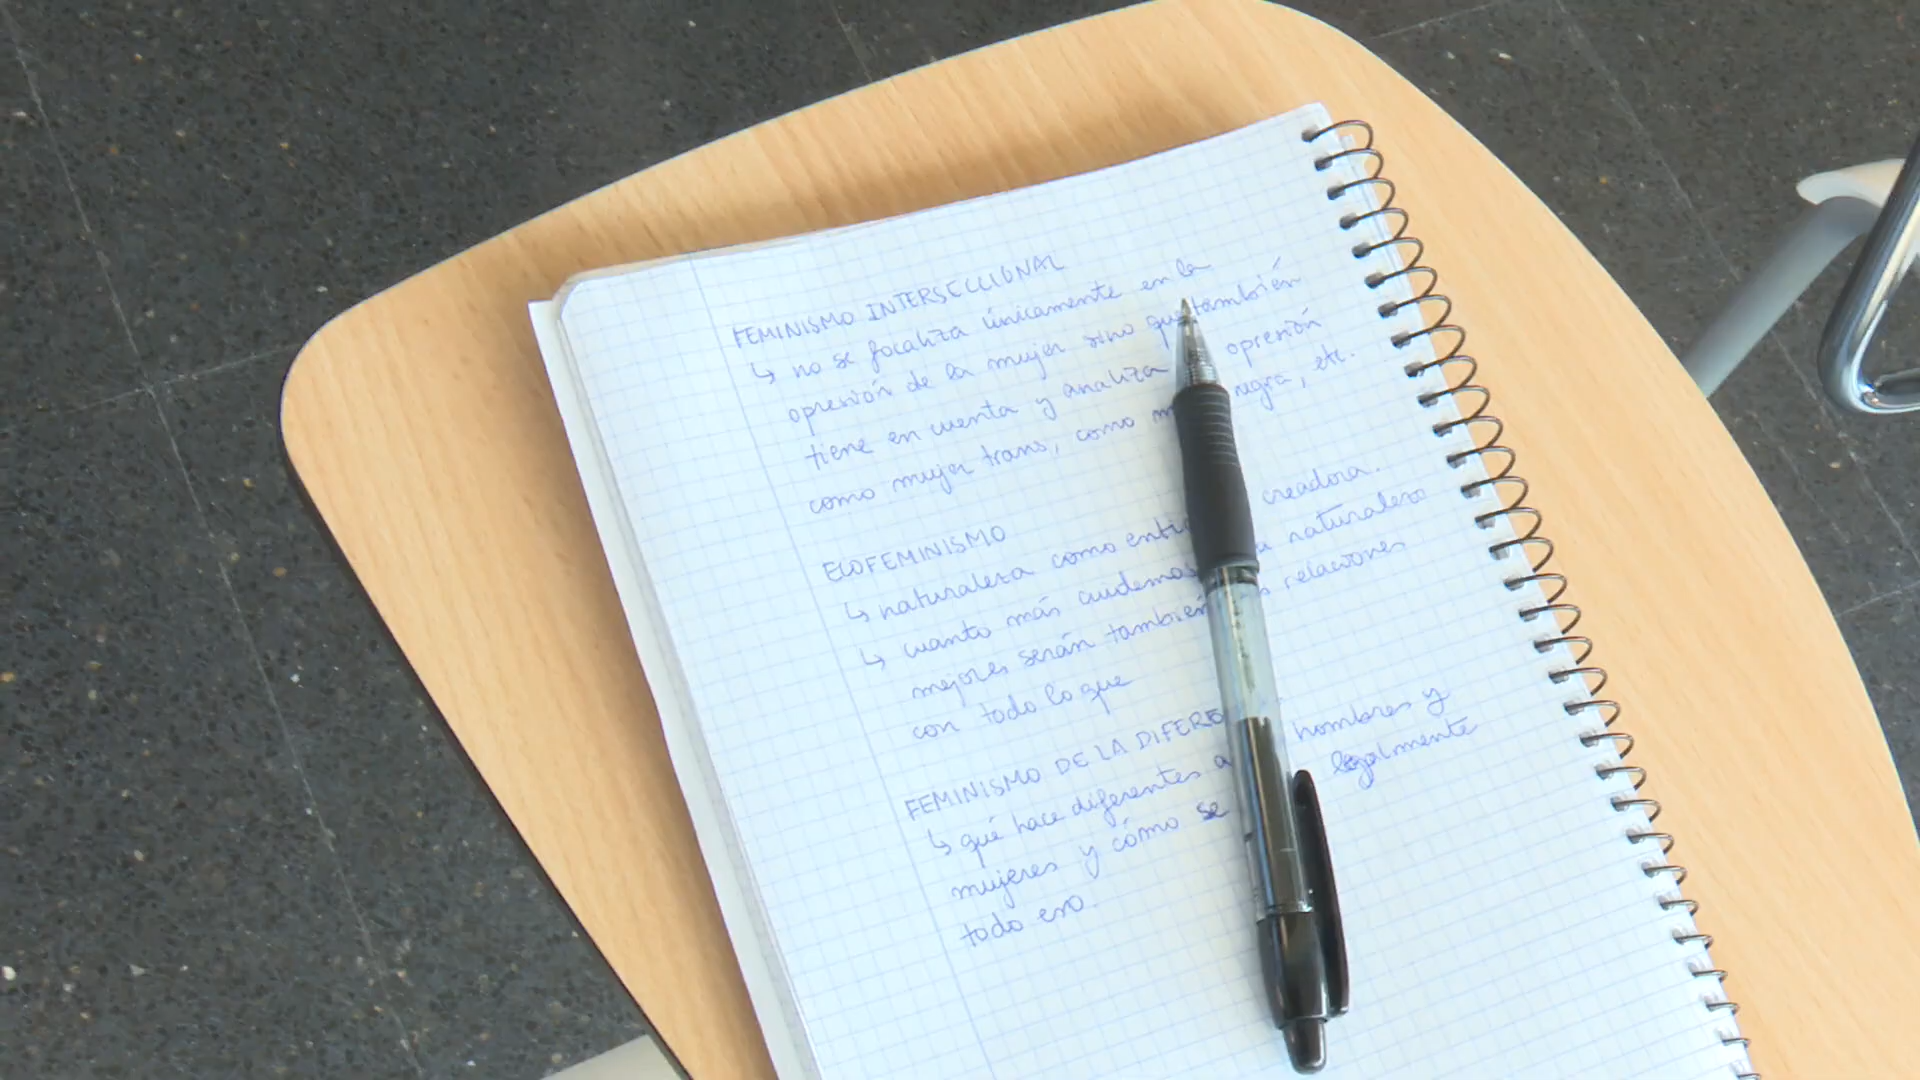 FEMINISMO INTERSECCIONAL
↳ no se focaliza únicamente en la
opresión de la mujer sino que también
tiene en cuenta y analiza opresión
como mujer trans, como negra, etc.
ECOFEMINISMO
↳ naturaleza como creadora.
↳ cuanto más cuidemos naturaleza
mejores serán también relaciones
con todo lo que
FEMINISMO DE LA
↳ qué hace diferentes a hombres y
mujeres y cómo se legalmente
todo eso.